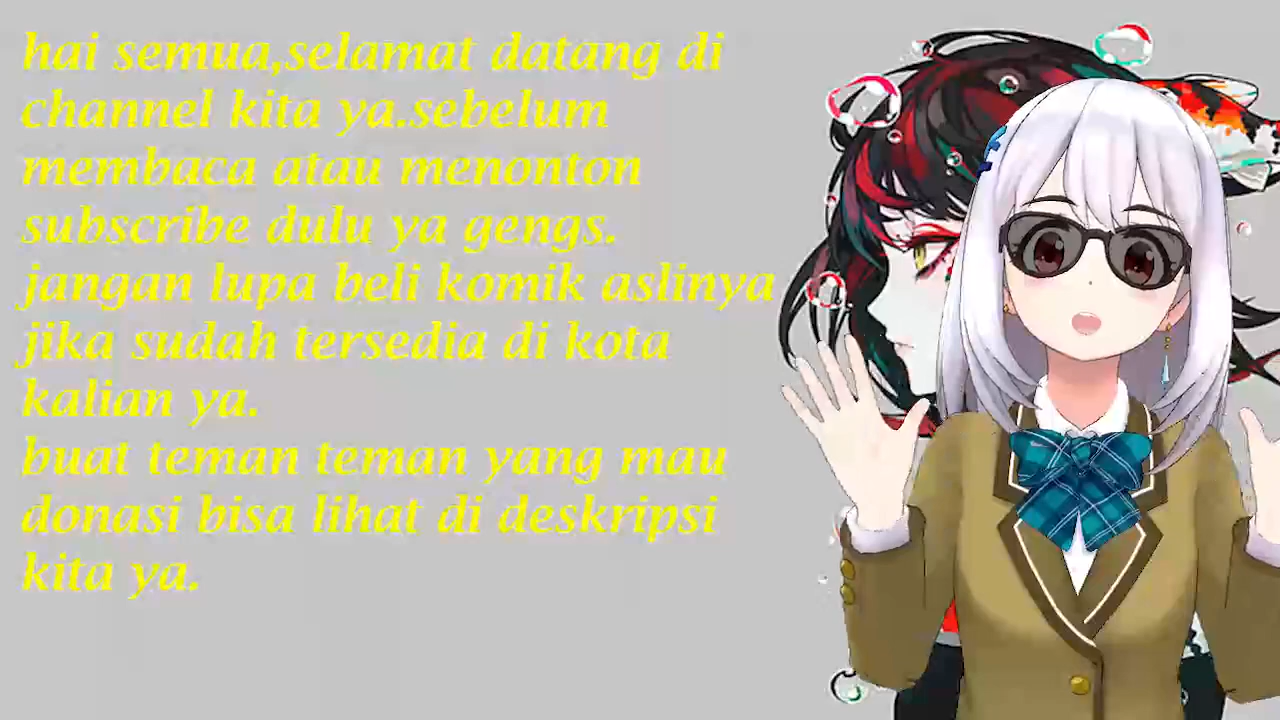 hai semua,selamat datang di
channel kita ya.sebelum
membaca atau menonton
subscribe dulu ya gengs.
jangan lupa beli komik aslinya
jika sudah tersedia di kota
kalian ya.
buat teman teman yang mau
donasi bisa lihat di deskripsi
kita ya.